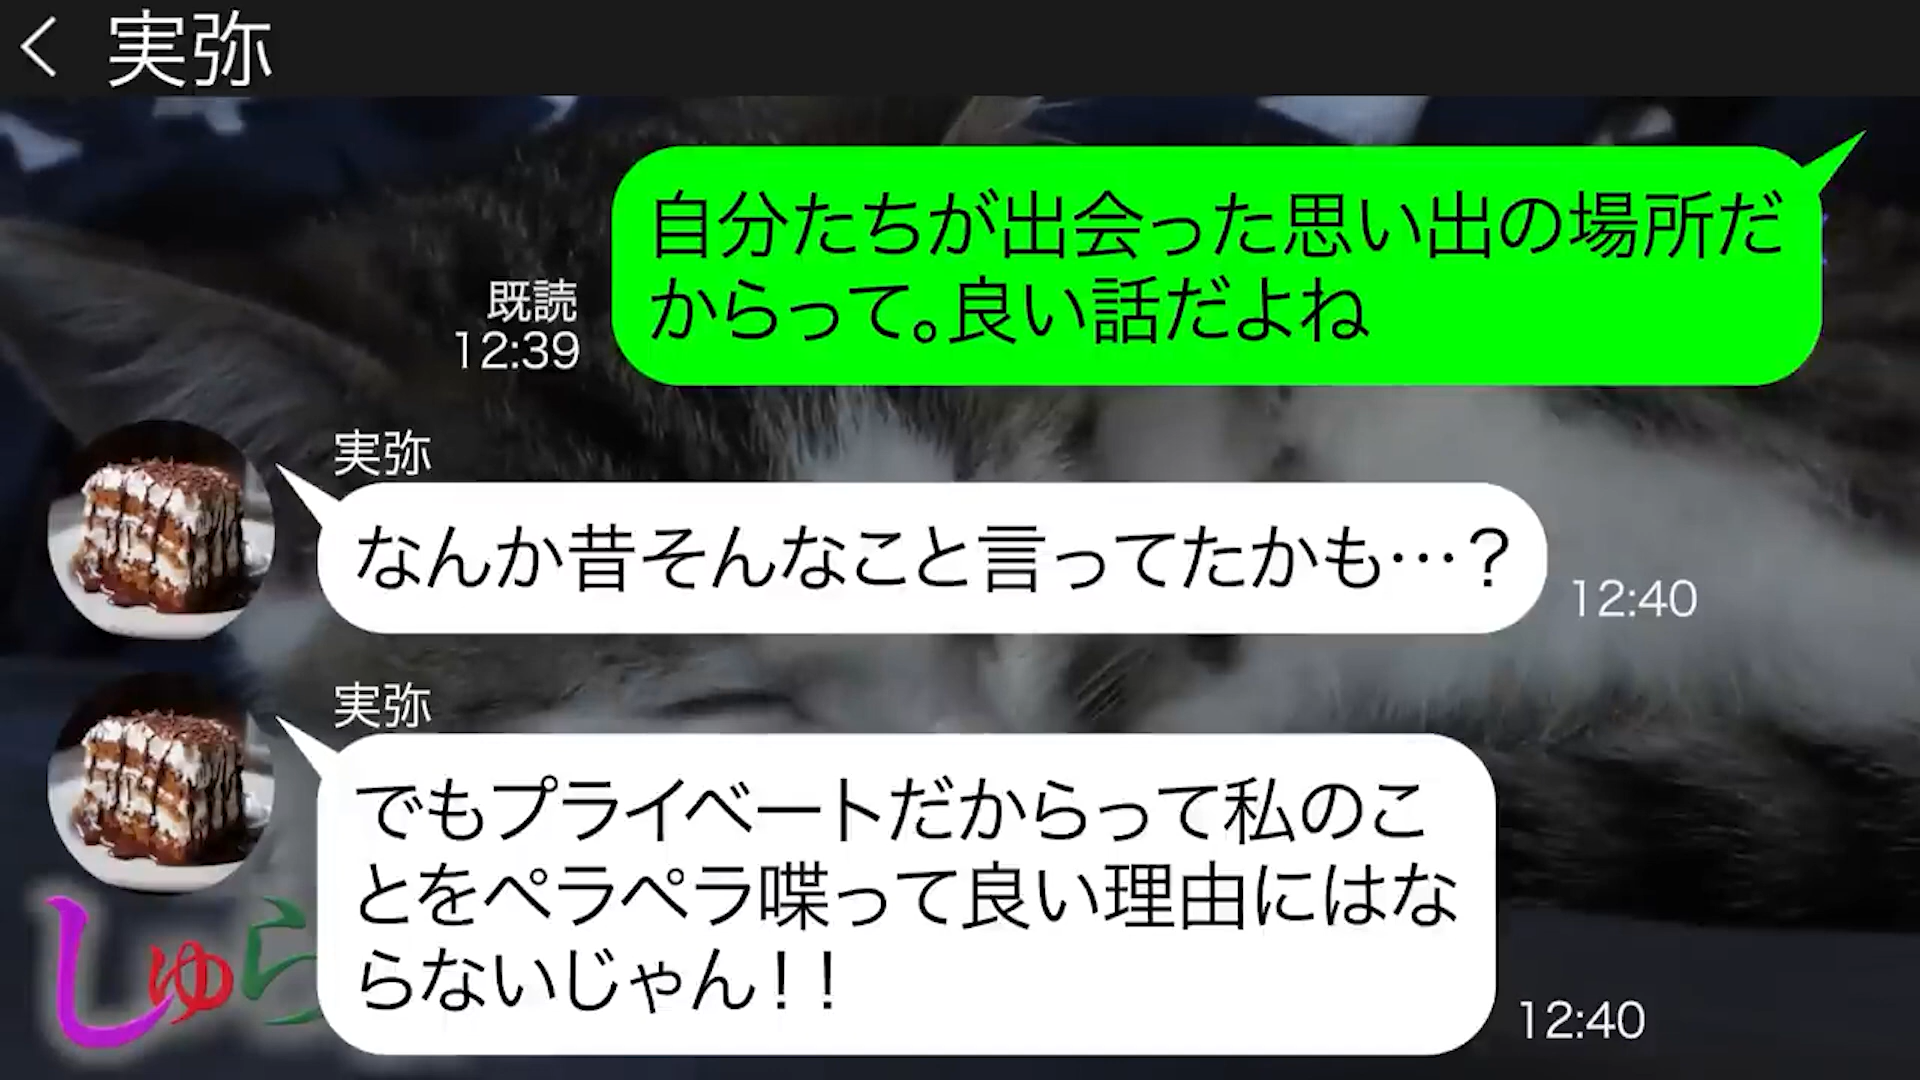 実弥
自分たちが出会った思い出の場所だ
からって。良い話だよね
既読
12:39
実弥
なんか昔そんなこと言ってたかも…？
12:40
実弥
でもプライベートだからって私のこ
とをペラペラ喋って良い理由にはな
らないじゃん！！
12:40
しゅら